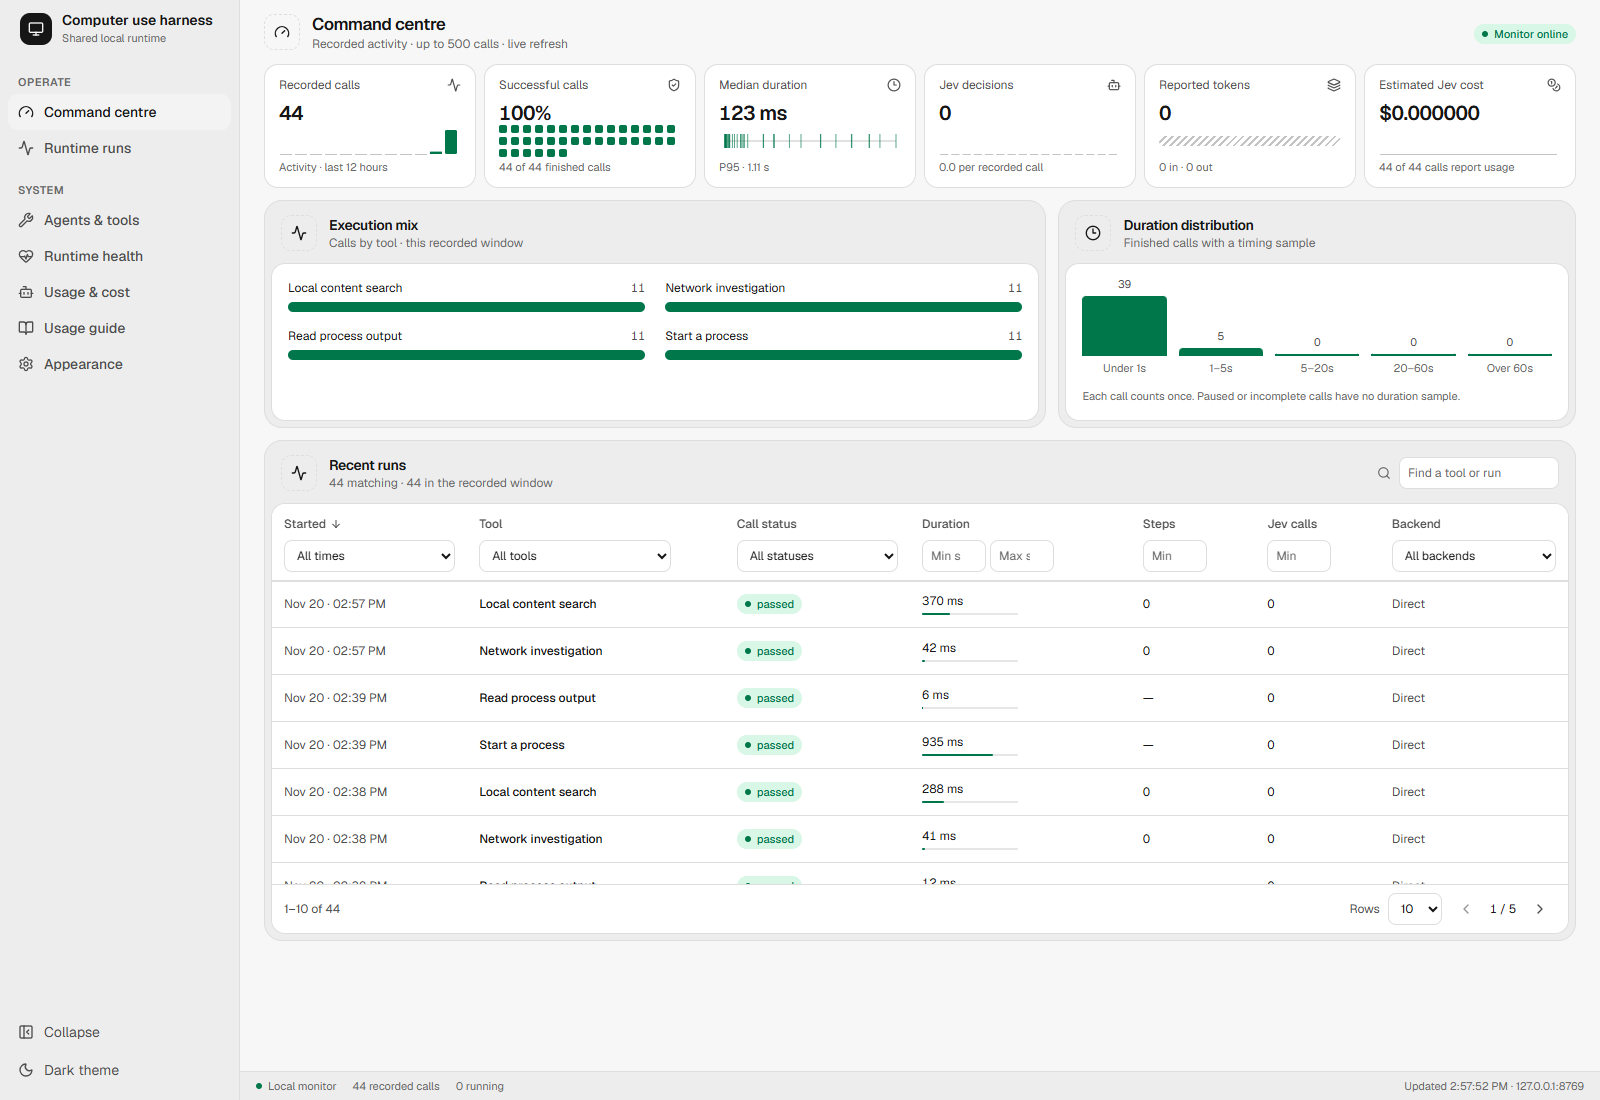 Computer use harness
Shared local runtime
OPERATE
Command centre
Runtime runs
SYSTEM
Agents & tools
Runtime health
Usage & cost
Usage guide
Appearance
Collapse
Dark theme
Command centre
Recorded activity · up to 500 calls · live refresh
Monitor online
Recorded calls
44
Activity · last 12 hours
Successful calls
100%
44 of 44 finished calls
Median duration
123 ms
P95 · 1.11 s
Jev decisions
0
0.0 per recorded call
Reported tokens
0
0 in · 0 out
Estimated Jev cost
$0.000000
44 of 44 calls report usage
Execution mix
Calls by tool · this recorded window
Local content search 11
Network investigation 11
Read process output 11
Start a process 11
Duration distribution
Finished calls with a timing sample
39 5 0 0 0
Under 1s 1–5s 5–20s 20–60s Over 60s
Each call counts once. Paused or incomplete calls have no duration sample.
Recent runs
44 matching · 44 in the recorded window
Find a tool or run
Started ↓ Tool Call status Duration Steps Jev calls Backend
All times All tools All statuses Min s Max s Min Min All backends
Nov 20 · 02:57 PM Local content search passed 370 ms 0 0 Direct
Nov 20 · 02:57 PM Network investigation passed 42 ms 0 0 Direct
Nov 20 · 02:39 PM Read process output passed 6 ms — 0 Direct
Nov 20 · 02:39 PM Start a process passed 935 ms — 0 Direct
Nov 20 · 02:38 PM Local content search passed 288 ms 0 0 Direct
Nov 20 · 02:38 PM Network investigation passed 41 ms 0 0 Direct
Nov 20 · 02:38 PM Read process output 12 ms 0 Direct
1–10 of 44
Rows 10 1 / 5
Local monitor 44 recorded calls 0 running
Updated 2:57:52 PM · 127.0.0.1:8769